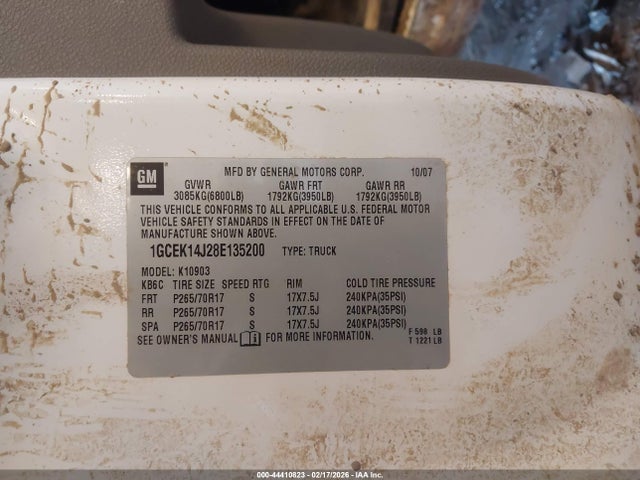 GM
MFD BY GENERAL MOTORS CORP. 10/07
GVWR GAWR FRT GAWR RR
3085KG(6800LB) 1792KG(3950LB) 1792KG(3950LB)
THIS VEHICLE CONFORMS TO ALL APPLICABLE U.S. FEDERAL MOTOR
VEHICLE SAFETY STANDARDS IN EFFECT ON THE DATE OF
MANUFACTURE SHOWN ABOVE.
1GCEK14J28E135200 TYPE: TRUCK
MODEL: K10903
KB6C TIRE SIZE SPEED RTG RIM COLD TIRE PRESSURE
FRT P265/70R17 S 17X7.5J 240KPA(35PSI)
RR P265/70R17 S 17X7.5J 240KPA(35PSI)
SPA P265/70R17 S 17X7.5J 240KPA(35PSI)
SEE OWNER'S MANUAL i FOR MORE INFORMATION.
F 598 LB
T 1221 LB
000-44410823 - 02/17/2026 - IAA Inc.